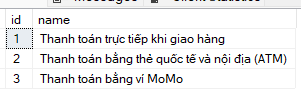 Messages Client Statistics
id name
1 Thanh toán trực tiếp khi giao hàng
2 Thanh toán bằng thẻ quốc tế và nội địa (ATM)
3 Thanh toán bằng ví MoMo